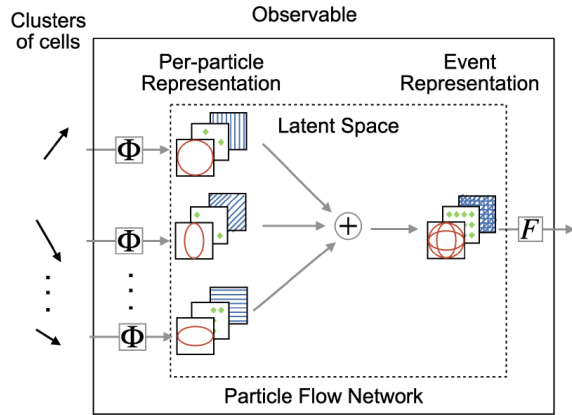 Clusters
of cells
Observable
Per-particle
Representation
Event
Representation
Latent Space
Φ
Φ
Φ
+
F
Particle Flow Network